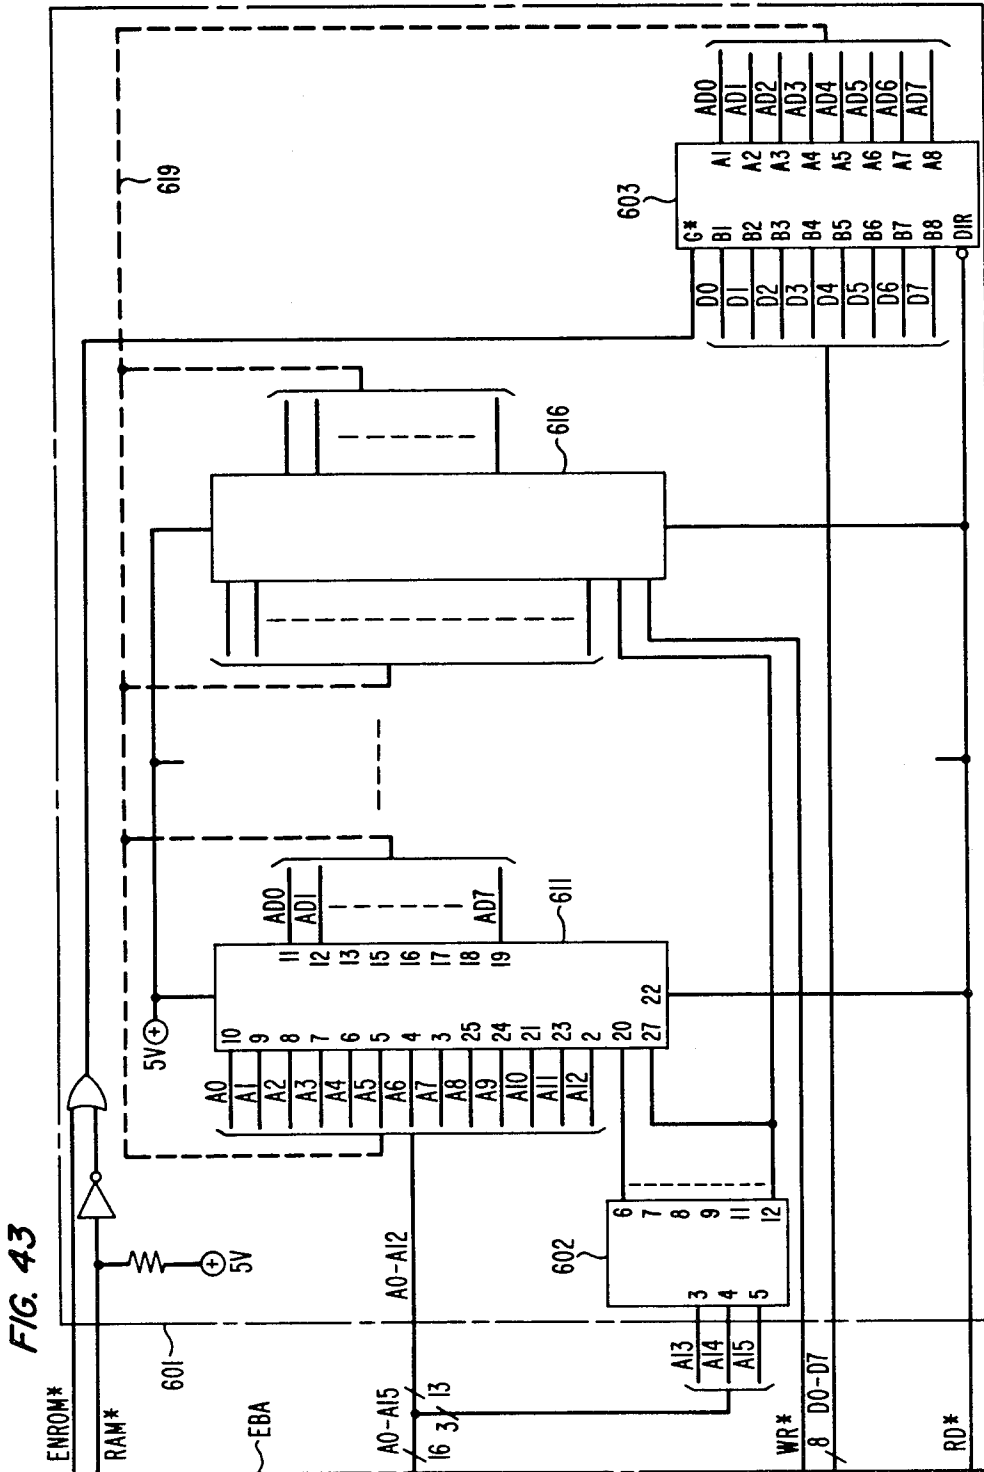 FIG. 43
ENROM*
RAM*
601
5V
5V
619
EBA
A0-A15
16
13
3
A0-A12
A0
A1
A2
A3
A4
A5
A6
A7
A8
A9
A10
A11
A12
10
9
8
7
6
5
4
3
25
24
21
23
2
20
27
22
11
12
13
15
16
17
18
19
AD0
AD1
AD7
611
616
A13
A14
A15
3
4
5
602
6
7
8
9
11
12
603
G*
B1
B2
B3
B4
B5
B6
B7
B8
DIR
A1
A2
A3
A4
A5
A6
A7
A8
D0
D1
D2
D3
D4
D5
D6
D7
AD0
AD1
AD2
AD3
AD4
AD5
AD6
AD7
WR*
8
D0-D7
RD*